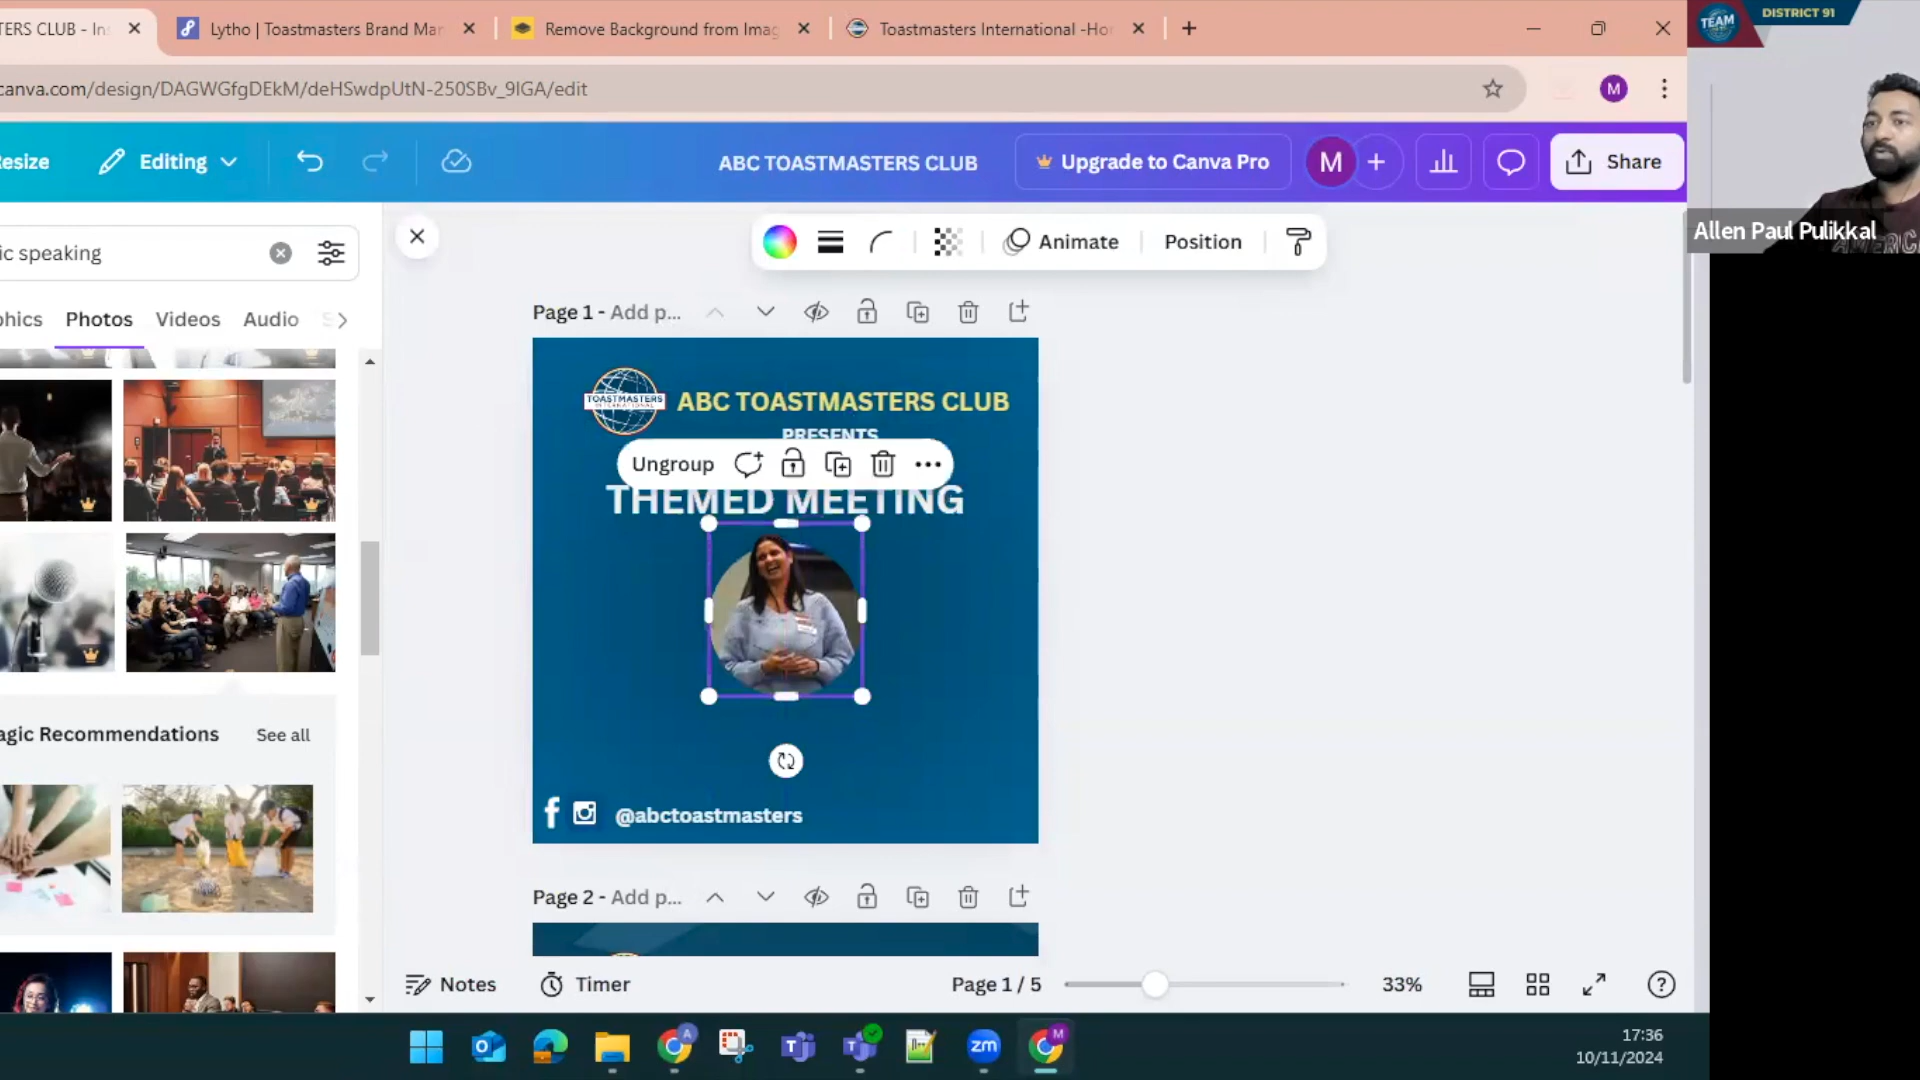 ERS CLUB - In
Lytho | Toastmasters Brand Mar
Remove Background from Imag
Toastmasters International -Ho
TEAM
DISTRICT 91
canva.com/design/DAGWGfgDEkM/deHSwdpUtN-250SBv_9IGA/edit
M
esize
Editing
ABC TOASTMASTERS CLUB
Upgrade to Canva Pro
M
Share
Allen Paul Pulikkal
AMERIC
ic speaking
Animate
Position
phics
Photos
Videos
Audio
S
Page 1 - Add p...
TOASTMASTERS
INTERNATIONAL
ABC TOASTMASTERS CLUB
PRESENTS
Ungroup
THEMED MEETING
agic Recommendations
See all
@abctoastmasters
Page 2 - Add p...
Notes
Timer
Page 1 / 5
33%
17:36
10/11/2024